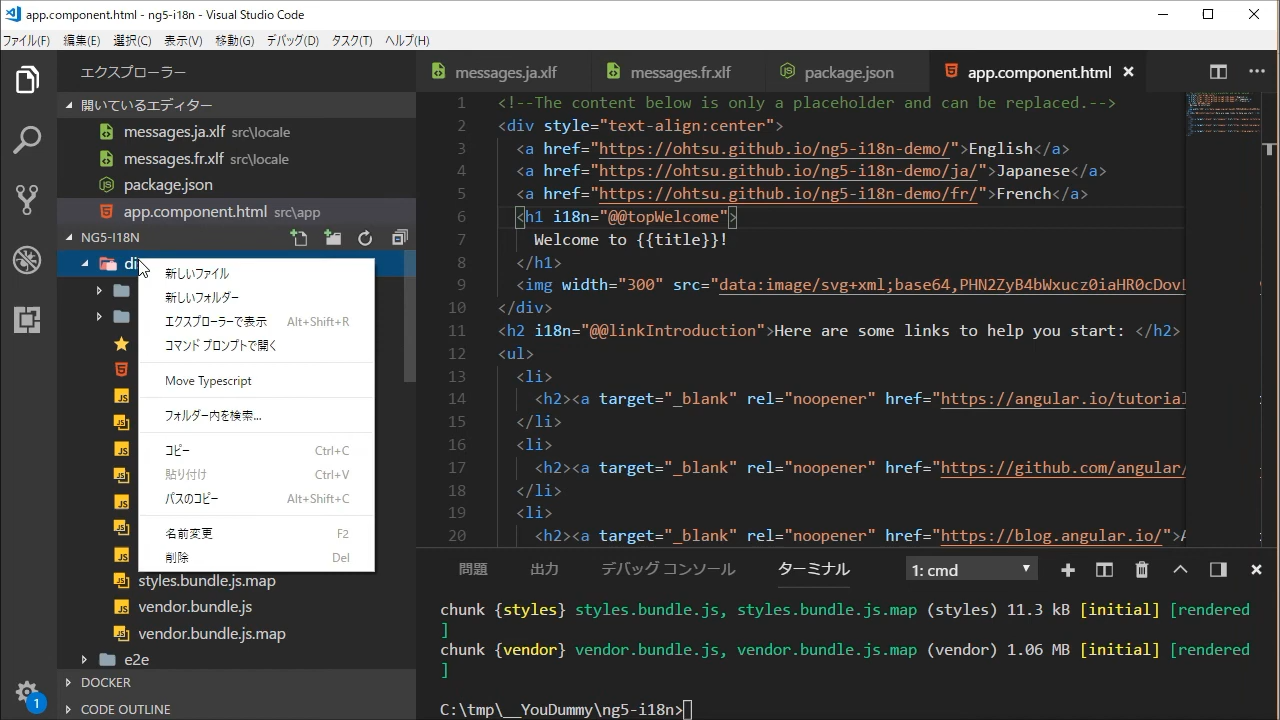 app.component.html - ng5-i18n - Visual Studio Code
ファイル(F) 編集(E) 選択(C) 表示(V) 移動(G) デバッグ(D) タスク(T) ヘルプ(H)
エクスプローラー
開いているエディター
messages.ja.xlf src\locale
messages.fr.xlf src\locale
package.json
app.component.html src\app
NG5-I18N
新しいファイル
新しいフォルダー
エクスプローラーで表示 Alt+Shift+R
コマンド プロンプトで開く
Move Typescript
フォルダー内を検索...
コピー Ctrl+C
貼り付け Ctrl+V
パスのコピー Alt+Shift+C
名前変更 F2
削除 Del
styles.bundle.js.map
vendor.bundle.js
vendor.bundle.js.map
e2e
DOCKER
CODE OUTLINE
1
messages.ja.xlf messages.fr.xlf package.json app.component.html
1 <!--The content below is only a placeholder and can be replaced.-->
2 <div style="text-align:center">
3 <a href="https://ohtsu.github.io/ng5-i18n-demo/">English</a>
4 <a href="https://ohtsu.github.io/ng5-i18n-demo/ja/">Japanese</a>
5 <a href="https://ohtsu.github.io/ng5-i18n-demo/fr/">French</a>
6 <h1 i18n="@@topWelcome">
7 Welcome to {{title}}!
8 </h1>
9 <img width="300" src="data:image/svg+xml;base64,PHN2ZyB4bWxucz0iaHR0cDovL
10 </div>
11 <h2 i18n="@@linkIntroduction">Here are some links to help you start: </h2>
12 <ul>
13 <li>
14 <h2><a target="_blank" rel="noopener" href="https://angular.io/tutorial
15 </li>
16 <li>
17 <h2><a target="_blank" rel="noopener" href="https://github.com/angular/
18 </li>
19 <li>
20 <h2><a target="_blank" rel="noopener" href="https://blog.angular.io/">A
問題 出力 デバッグ コンソール ターミナル 1: cmd
chunk {styles} styles.bundle.js, styles.bundle.js.map (styles) 11.3 kB [initial] [rendered
]
chunk {vendor} vendor.bundle.js, vendor.bundle.js.map (vendor) 1.06 MB [initial] [rendered
]
C:\tmp\__YouDummy\ng5-i18n>